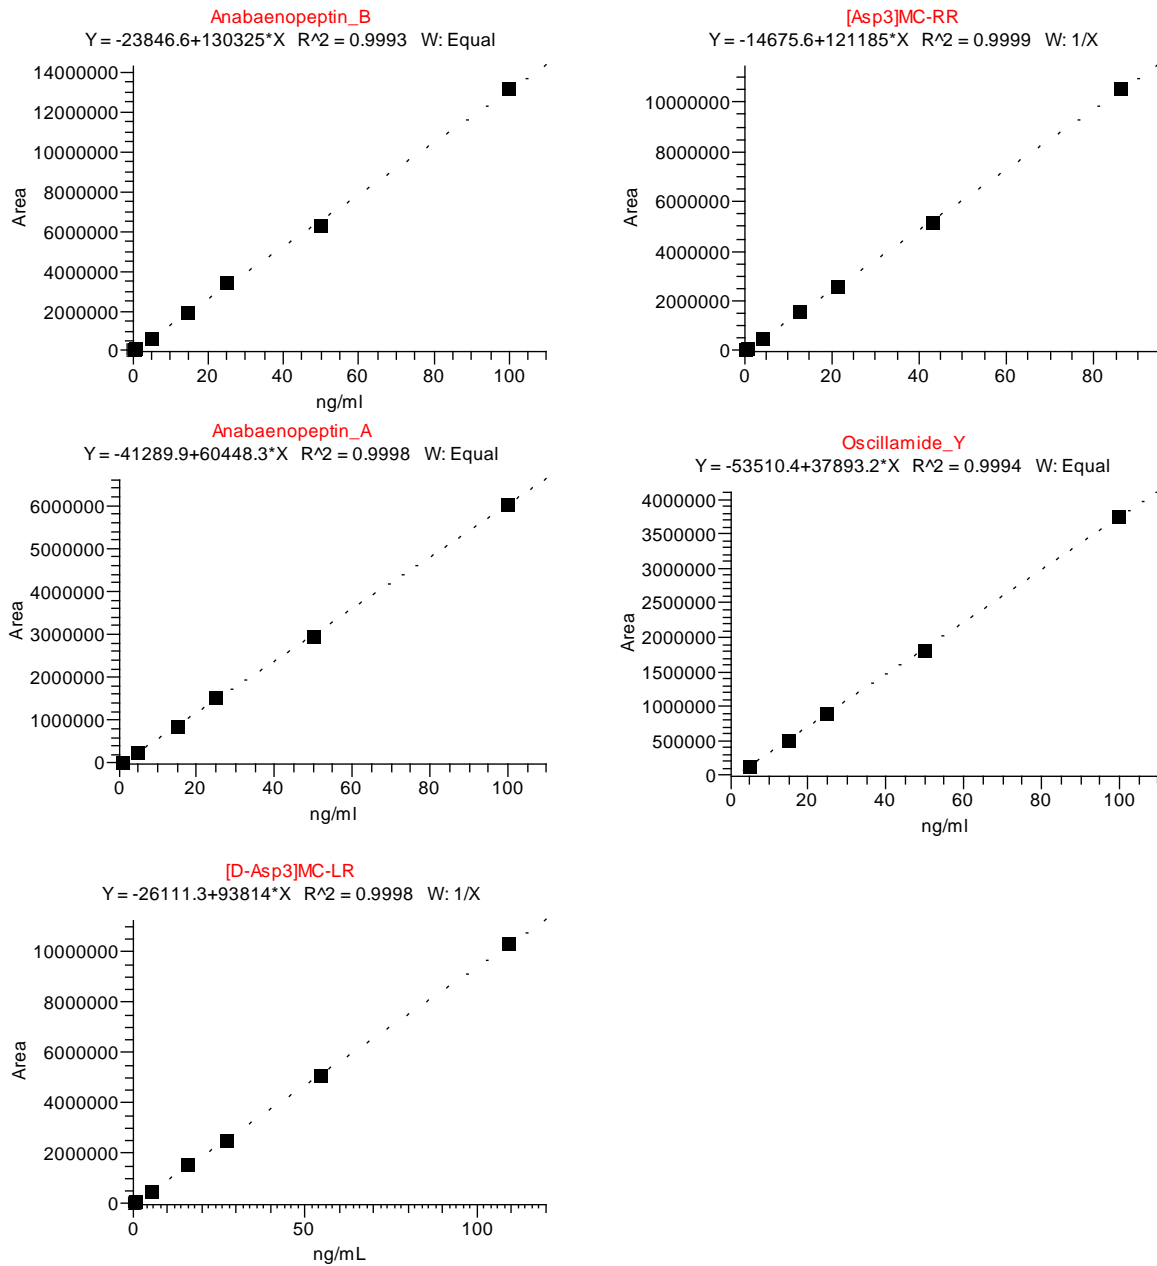 Anabaenopeptin_B
Y = -23846.6+130325*X R^2 = 0.9993 W: Equal
14000000
12000000
10000000
8000000
6000000
4000000
2000000
0
Area
0 20 40 60 80 100
ng/ml
[Asp3]MC-RR
Y = -14675.6+121185*X R^2 = 0.9999 W: 1/X
10000000
8000000
6000000
4000000
2000000
0
Area
0 20 40 60 80
ng/ml
Anabaenopeptin_A
Y = -41289.9+60448.3*X R^2 = 0.9998 W: Equal
6000000
5000000
4000000
3000000
2000000
1000000
0
Area
0 20 40 60 80 100
ng/ml
Oscillamide_Y
Y = -53510.4+37893.2*X R^2 = 0.9994 W: Equal
4000000
3500000
3000000
2500000
2000000
1500000
1000000
500000
0
Area
0 20 40 60 80 100
ng/ml
[D-Asp3]MC-LR
Y = -26111.3+93814*X R^2 = 0.9998 W: 1/X
10000000
8000000
6000000
4000000
2000000
0
Area
0 50 100
ng/mL